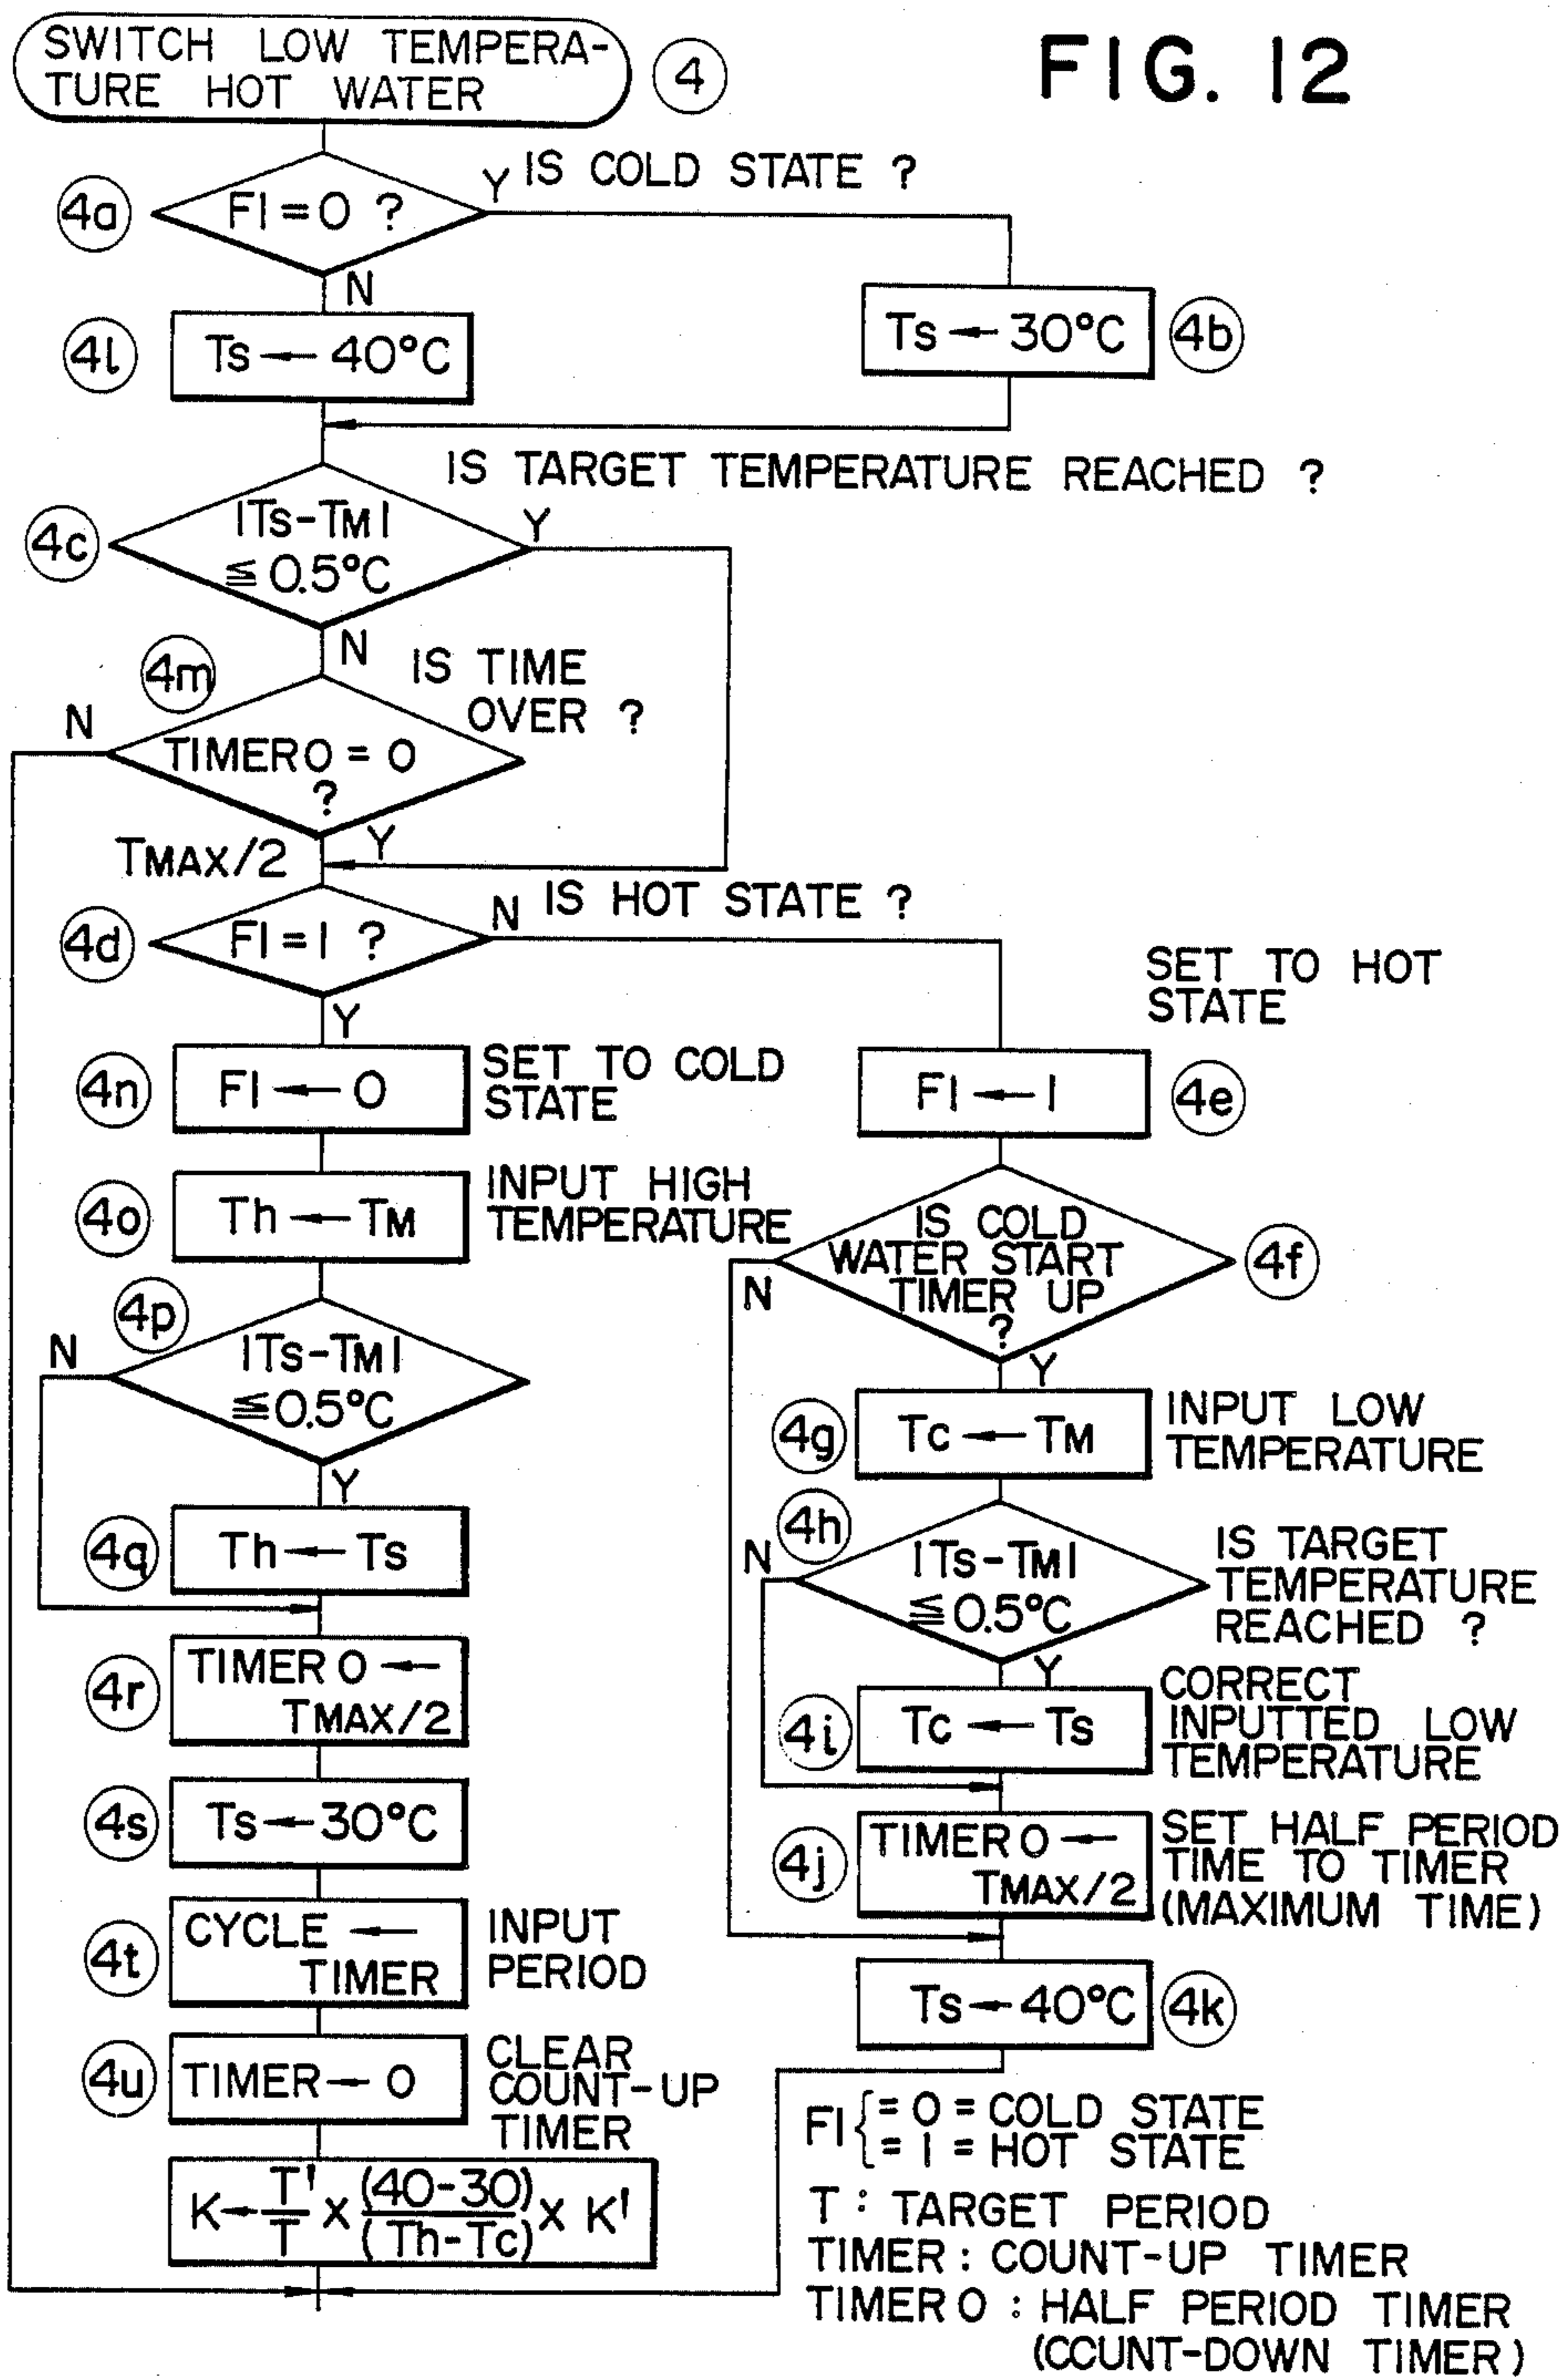 FIG. 12
SWITCH LOW TEMPERA-
TURE HOT WATER
4
IS COLD STATE ?
4a
FI=0 ?
Y
N
4l
Ts ← 40°C
Ts ← 30°C
4b
IS TARGET TEMPERATURE REACHED ?
4c
|Ts-TM|
≦ 0.5°C
Y
N
4m
IS TIME
OVER ?
N
TIMER0 = 0
?
Y
TMAX/2
4d
FI=1 ?
N
IS HOT STATE ?
Y
SET TO HOT
STATE
4n
FI ← 0
SET TO COLD
STATE
FI ← 1
4e
4o
Th ← TM
INPUT HIGH
TEMPERATURE
IS COLD
WATER START
TIMER UP
?
4f
N
Y
4p
N
|Ts-TM|
≦0.5°C
Y
4g
Tc ← TM
INPUT LOW
TEMPERATURE
4q
Th ← Ts
4h
N
|Ts-TM|
≦ 0.5°C
Y
IS TARGET
TEMPERATURE
REACHED ?
4r
TIMER 0 ←
TMAX/2
4i
Tc ← Ts
CORRECT
INPUTTED LOW
TEMPERATURE
4s
Ts ← 30°C
4j
TIMER 0 ←
TMAX/2
SET HALF PERIOD
TIME TO TIMER
(MAXIMUM TIME)
4t
CYCLE ←
TIMER
INPUT
PERIOD
Ts ← 40°C
4k
4u
TIMER ← 0
CLEAR
COUNT-UP
TIMER
K ← T'/T × (40-30)/(Th-Tc) × K'
FI { = 0 = COLD STATE
= 1 = HOT STATE
T : TARGET PERIOD
TIMER : COUNT-UP TIMER
TIMER 0 : HALF PERIOD TIMER
(CCUNT-DOWN TIMER)